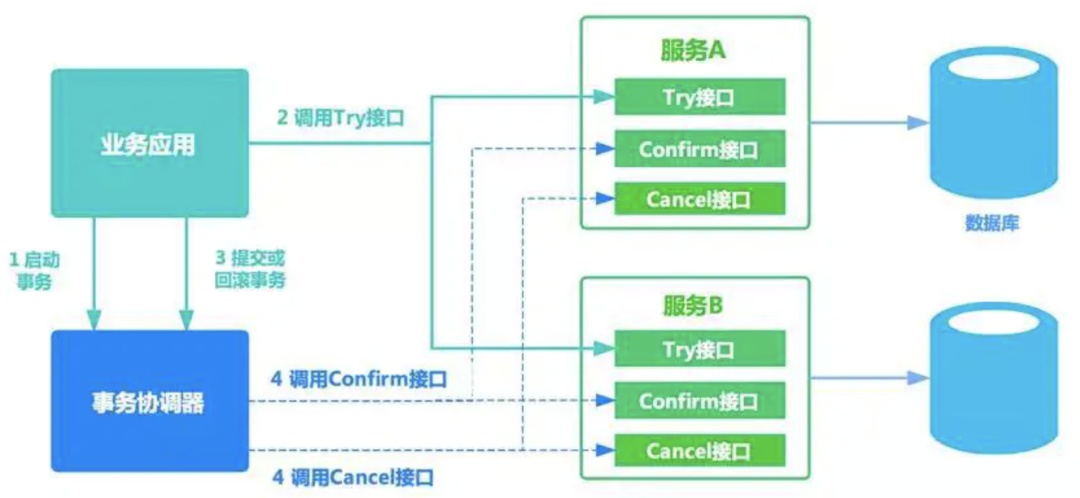 服务A
Try接口
2 调用Try接口
业务应用
Confirm接口
Cancel接口
数据库
1 启动
事务
3 提交或
回滚事务
服务B
Try接口
4 调用Confirm接口
事务协调器
Confirm接口
Cancel接口
4 调用Cancel接口